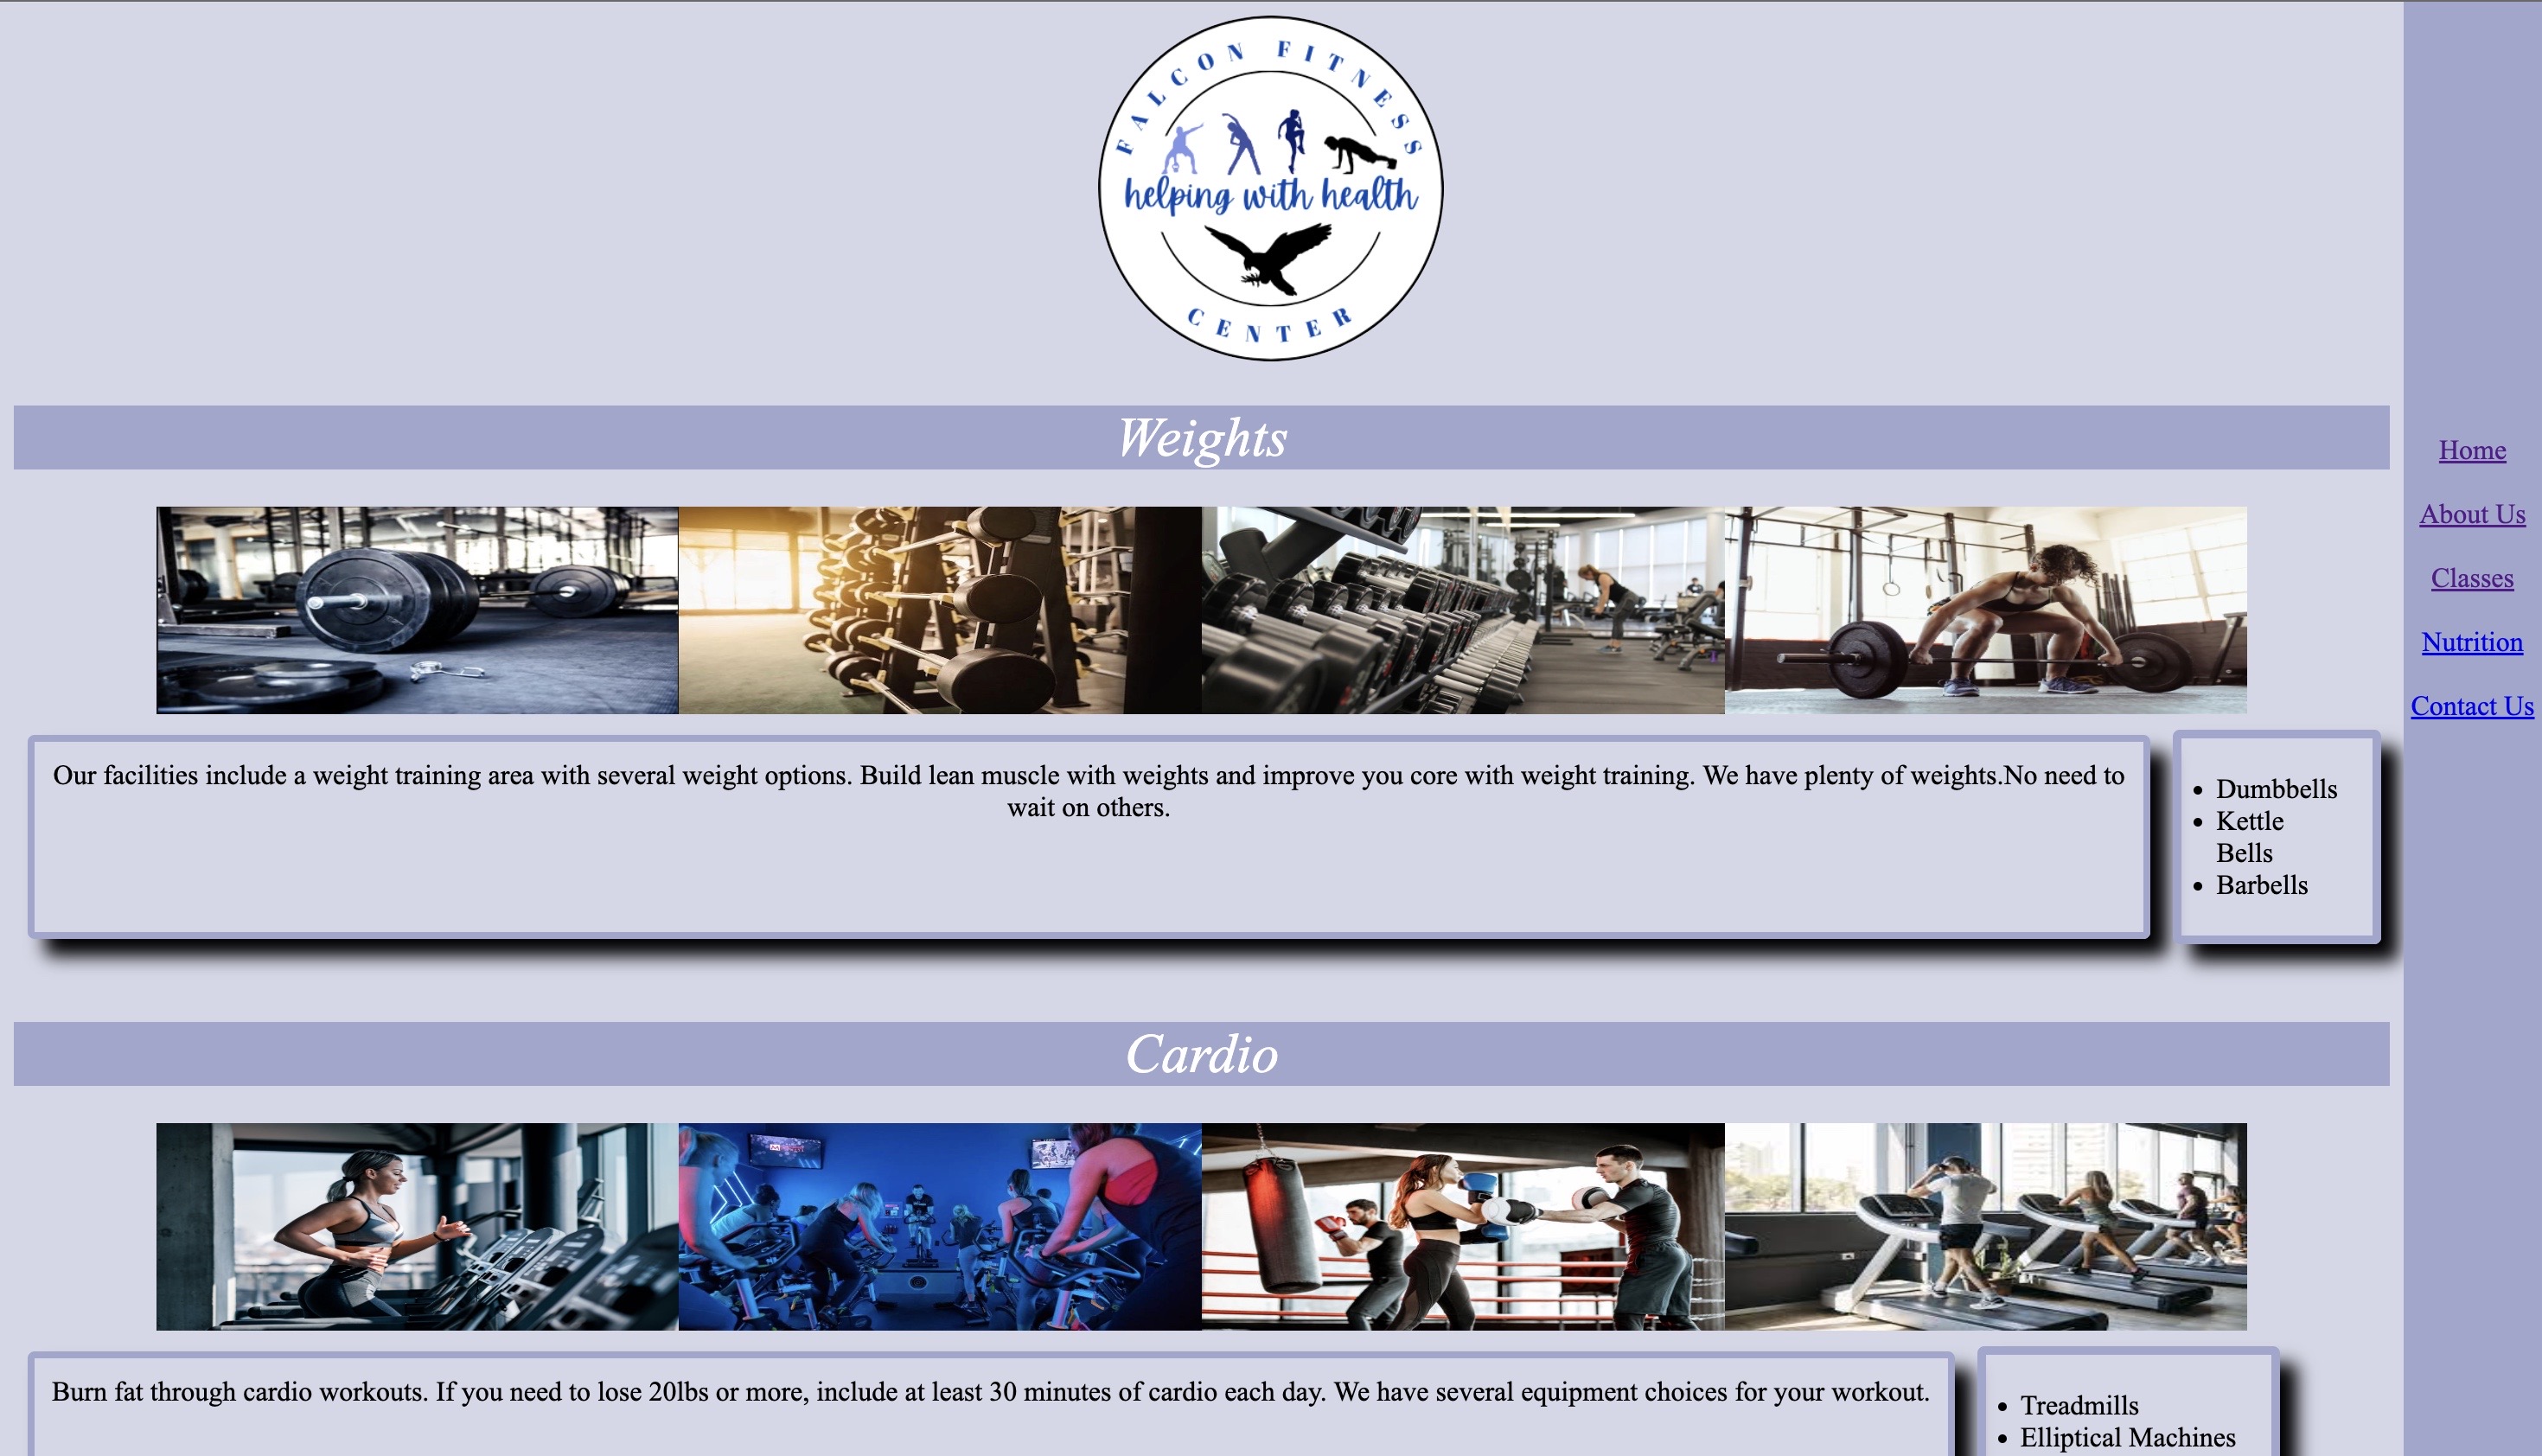 FALCON FITNESS
helping with health
CENTER
Weights
Home
About Us
Classes
Nutrition
Contact Us
Our facilities include a weight training area with several weight options. Build lean muscle with weights and improve you core with weight training. We have plenty of weights.No need to
wait on others.
Dumbbells
Kettle
Bells
Barbells
Cardio
Burn fat through cardio workouts. If you need to lose 20lbs or more, include at least 30 minutes of cardio each day. We have several equipment choices for your workout.
Treadmills
Elliptical Machines